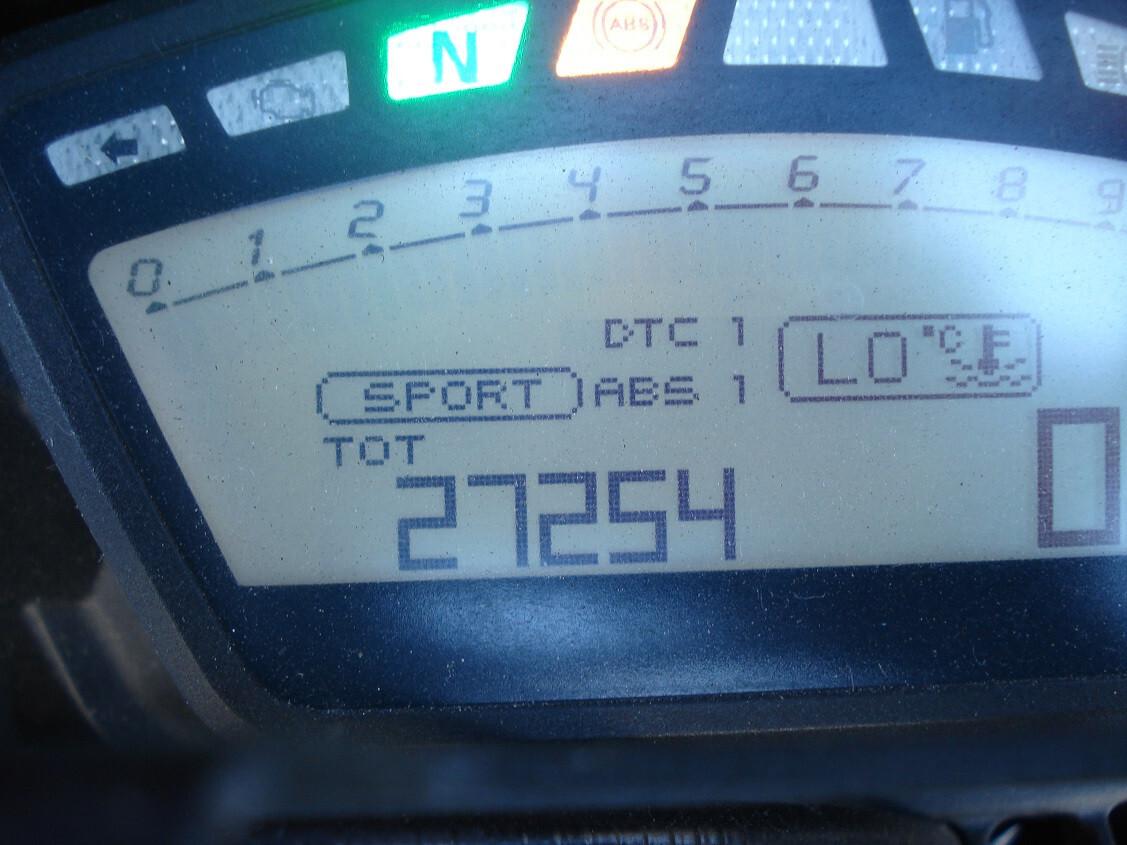 N
ABS
0 1 2 3 4 5 6 7 8 9
DTC 1
LO °C
SPORT
ABS 1
TOT
27254
0